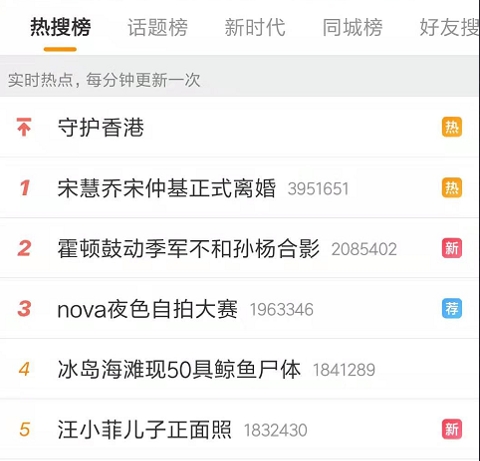 热搜榜 话题榜 新时代 同城榜 好友搜
实时热点，每分钟更新一次
守护香港 热
1 宋慧乔宋仲基正式离婚 3951651 热
2 霍顿鼓动季军不和孙杨合影 2085402 新
3 nova夜色自拍大赛 1963346 荐
4 冰岛海滩现50具鲸鱼尸体 1841289
5 汪小菲儿子正面照 1832430 新